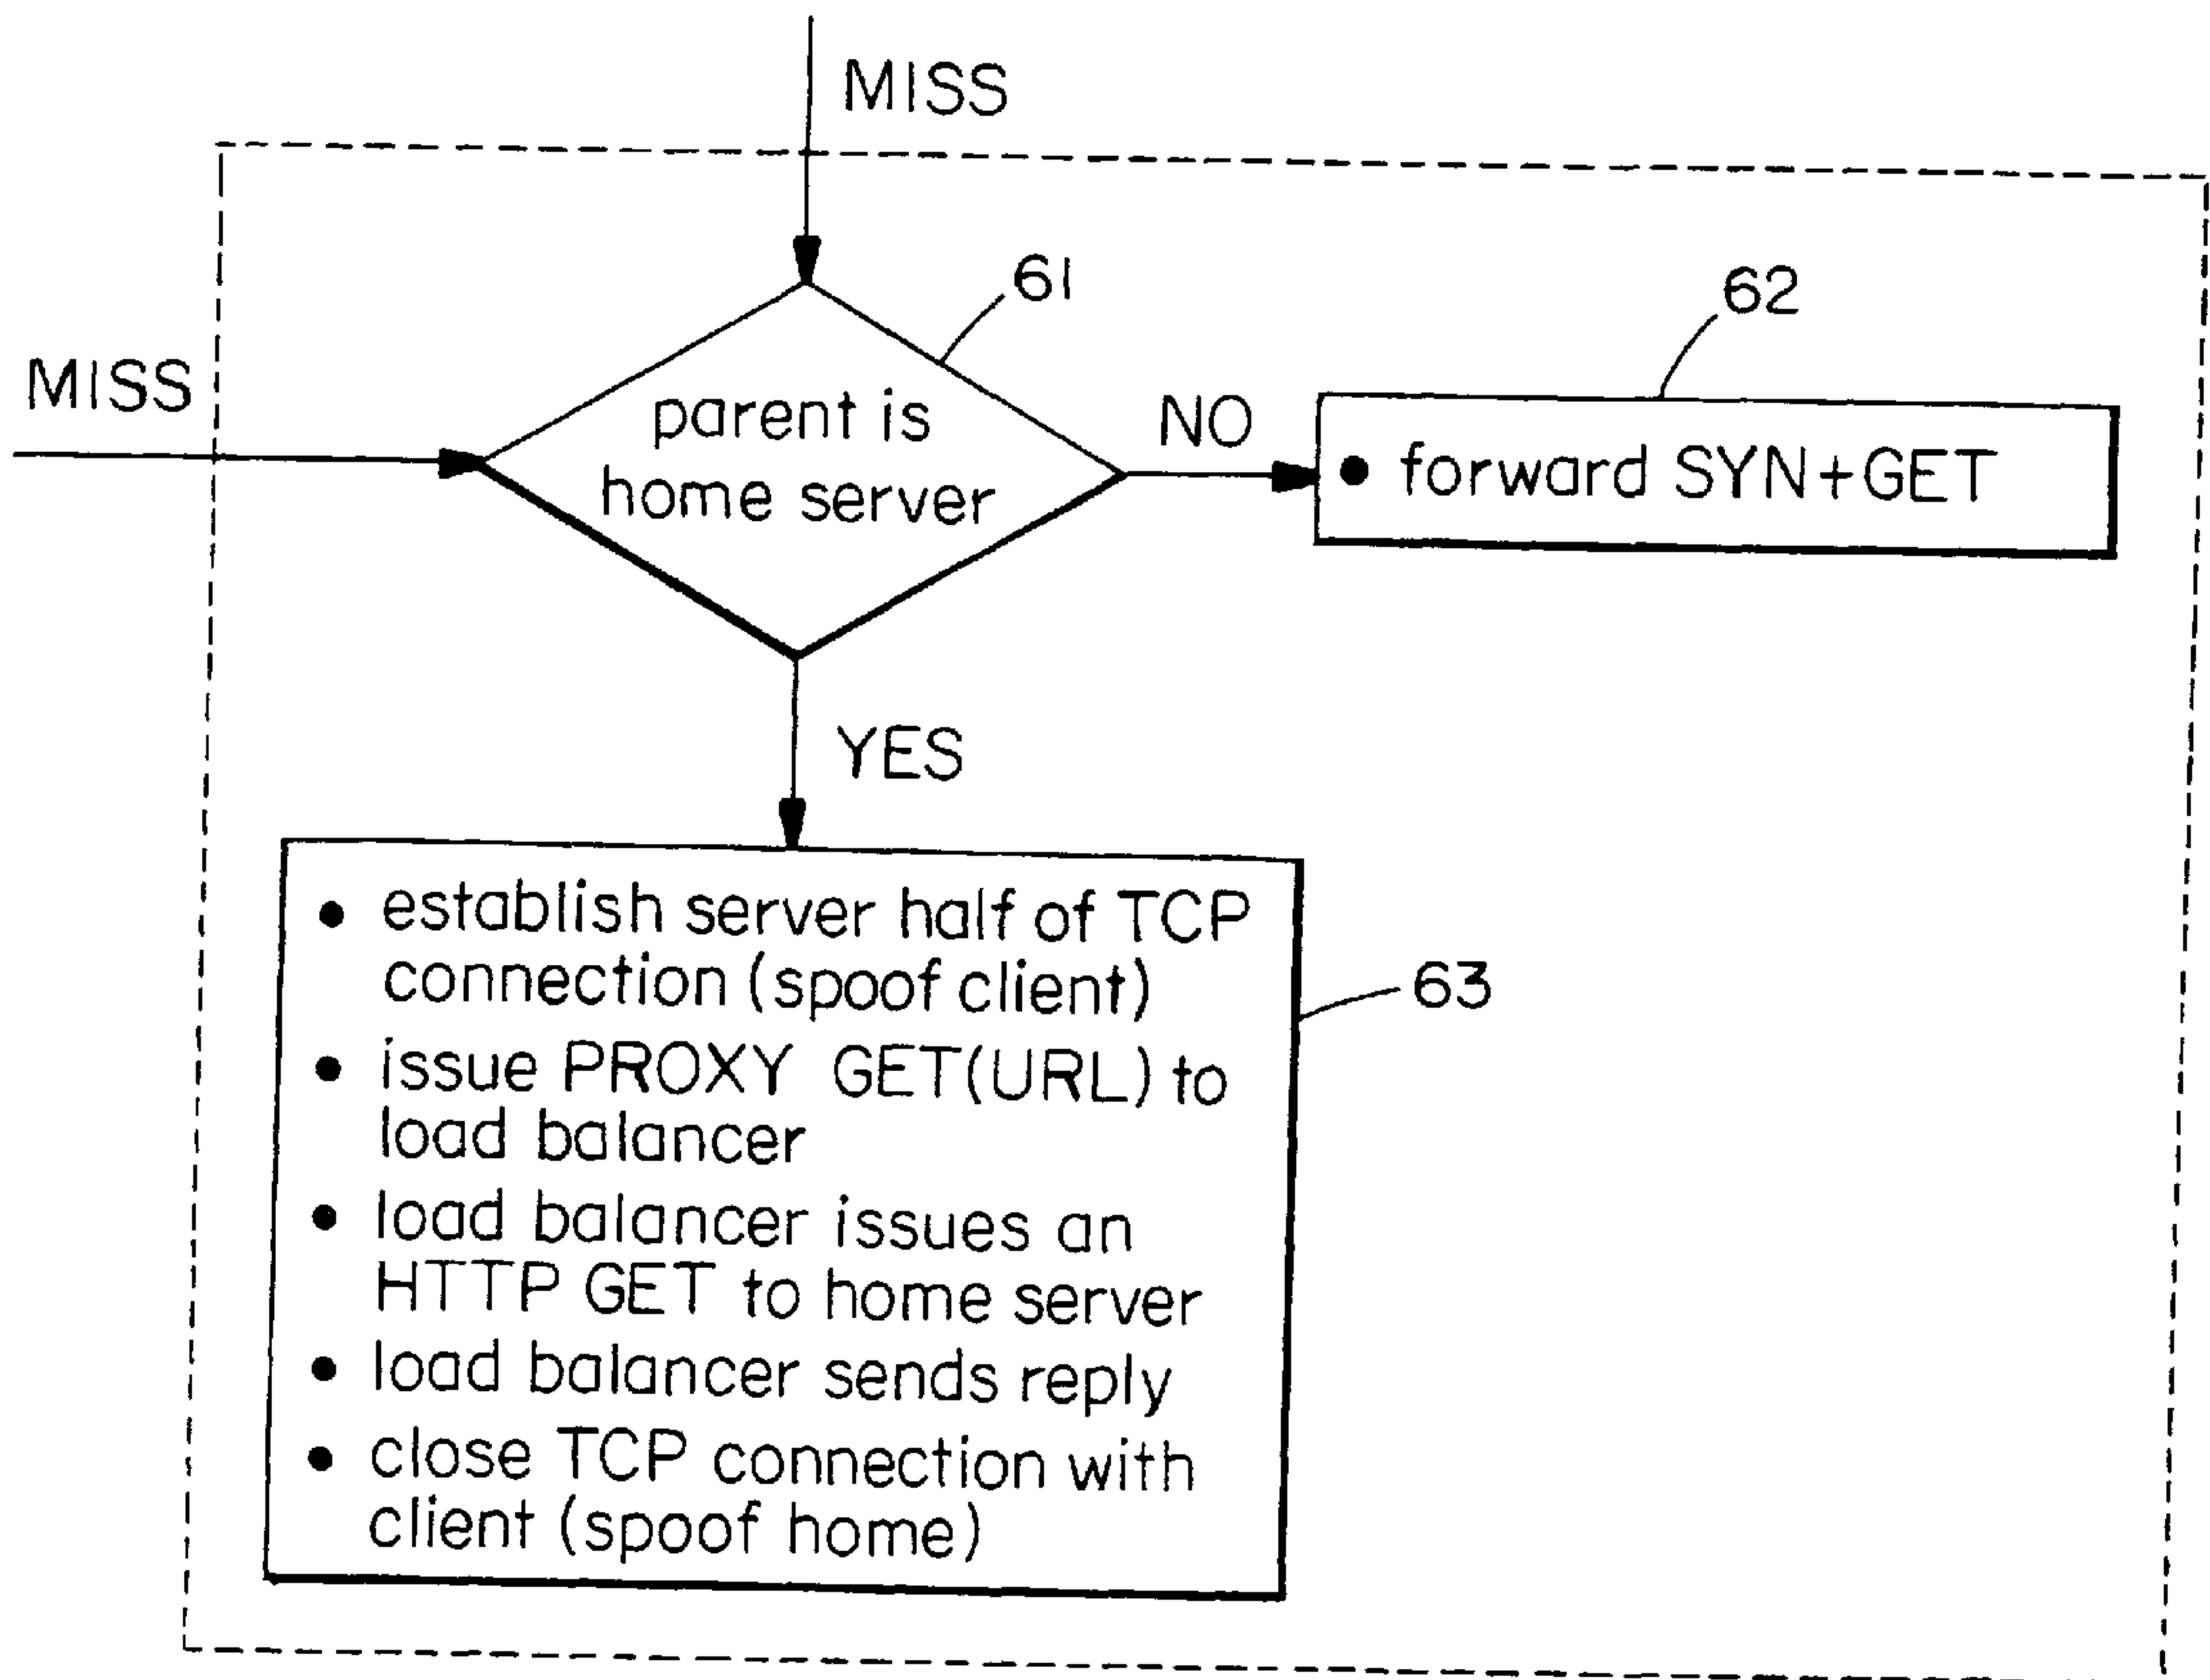 MISS
61
62
MISS
parent is
home server
NO
● forward SYN+GET
YES
● establish server half of TCP
connection (spoof client)
63
● issue PROXY GET(URL) to
load balancer
● load balancer issues an
HTTP GET to home server
● load balancer sends reply
● close TCP connection with
client (spoof home)